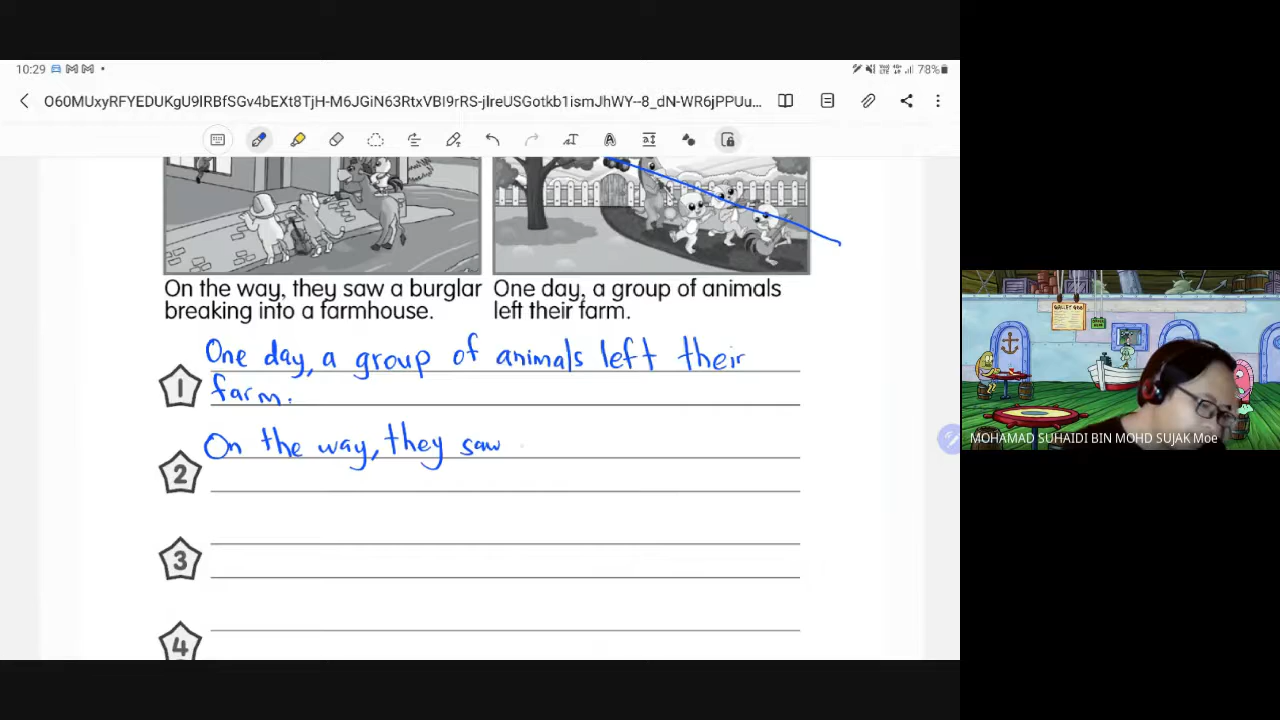 10:29
78%
O60MUxyRFYEDUKgU9lRBfSGv4bEXt8TjH-M6JGiN63RtxVBI9rRS-jlreUSGotkb1ismJhWY--8_dN-WR6jPPUu...
On the way, they saw a burglar
breaking into a farmhouse.
One day, a group of animals
left their farm.
1
One day, a group of animals left their
farm.
2
On the way, they saw
3
4
MOHAMAD SUHAIDI BIN MOHD SUJAK Moe